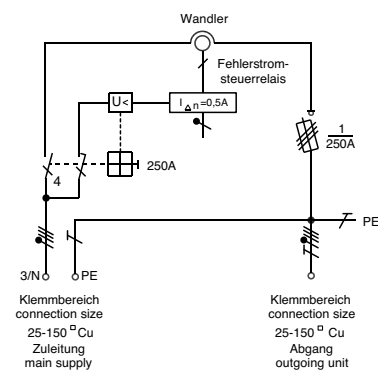 Wandler
Fehlerstrom-
steuerrelais
U<
I△n=0,5A
1
250A
250A
4
PE
3/N
PE
Klemmbereich
connection size
25-150 □ Cu
Zuleitung
main supply
Klemmbereich
connection size
25-150 □ Cu
Abgang
outgoing unit